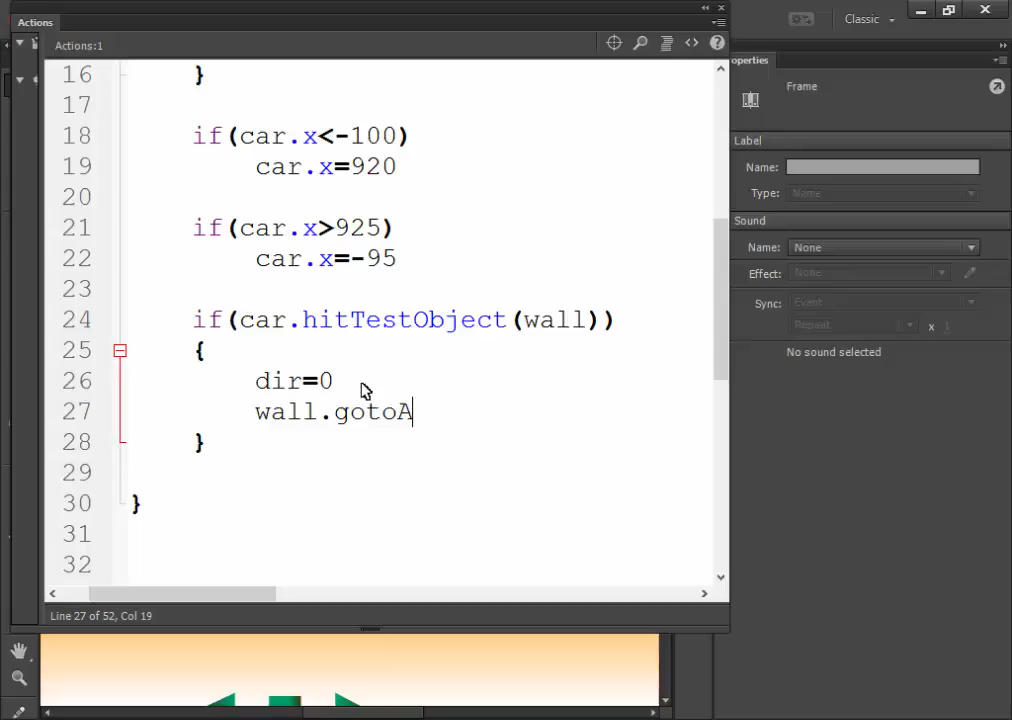 Actions
Classic
Actions:1
operties
16 }
Frame
17
18 if(car.x<-100)
Label
19 car.x=920
Name:
Type: Name
20
Sound
21 if(car.x>925)
Name: None
22 car.x=-95
Effect: None
23
Sync: Event
24 if(car.hitTestObject(wall))
Repeat x 1
25 {
No sound selected
26 dir=0
27 wall.gotoA
28 }
29
30 }
31
32
Line 27 of 52, Col 19